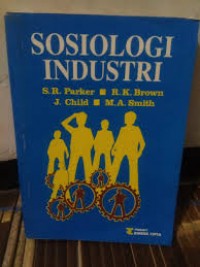 SOSIOLOGI
INDUSTRI
S.R. Parker ■ R.K. Brown
J. Child ■ M.A. Smith